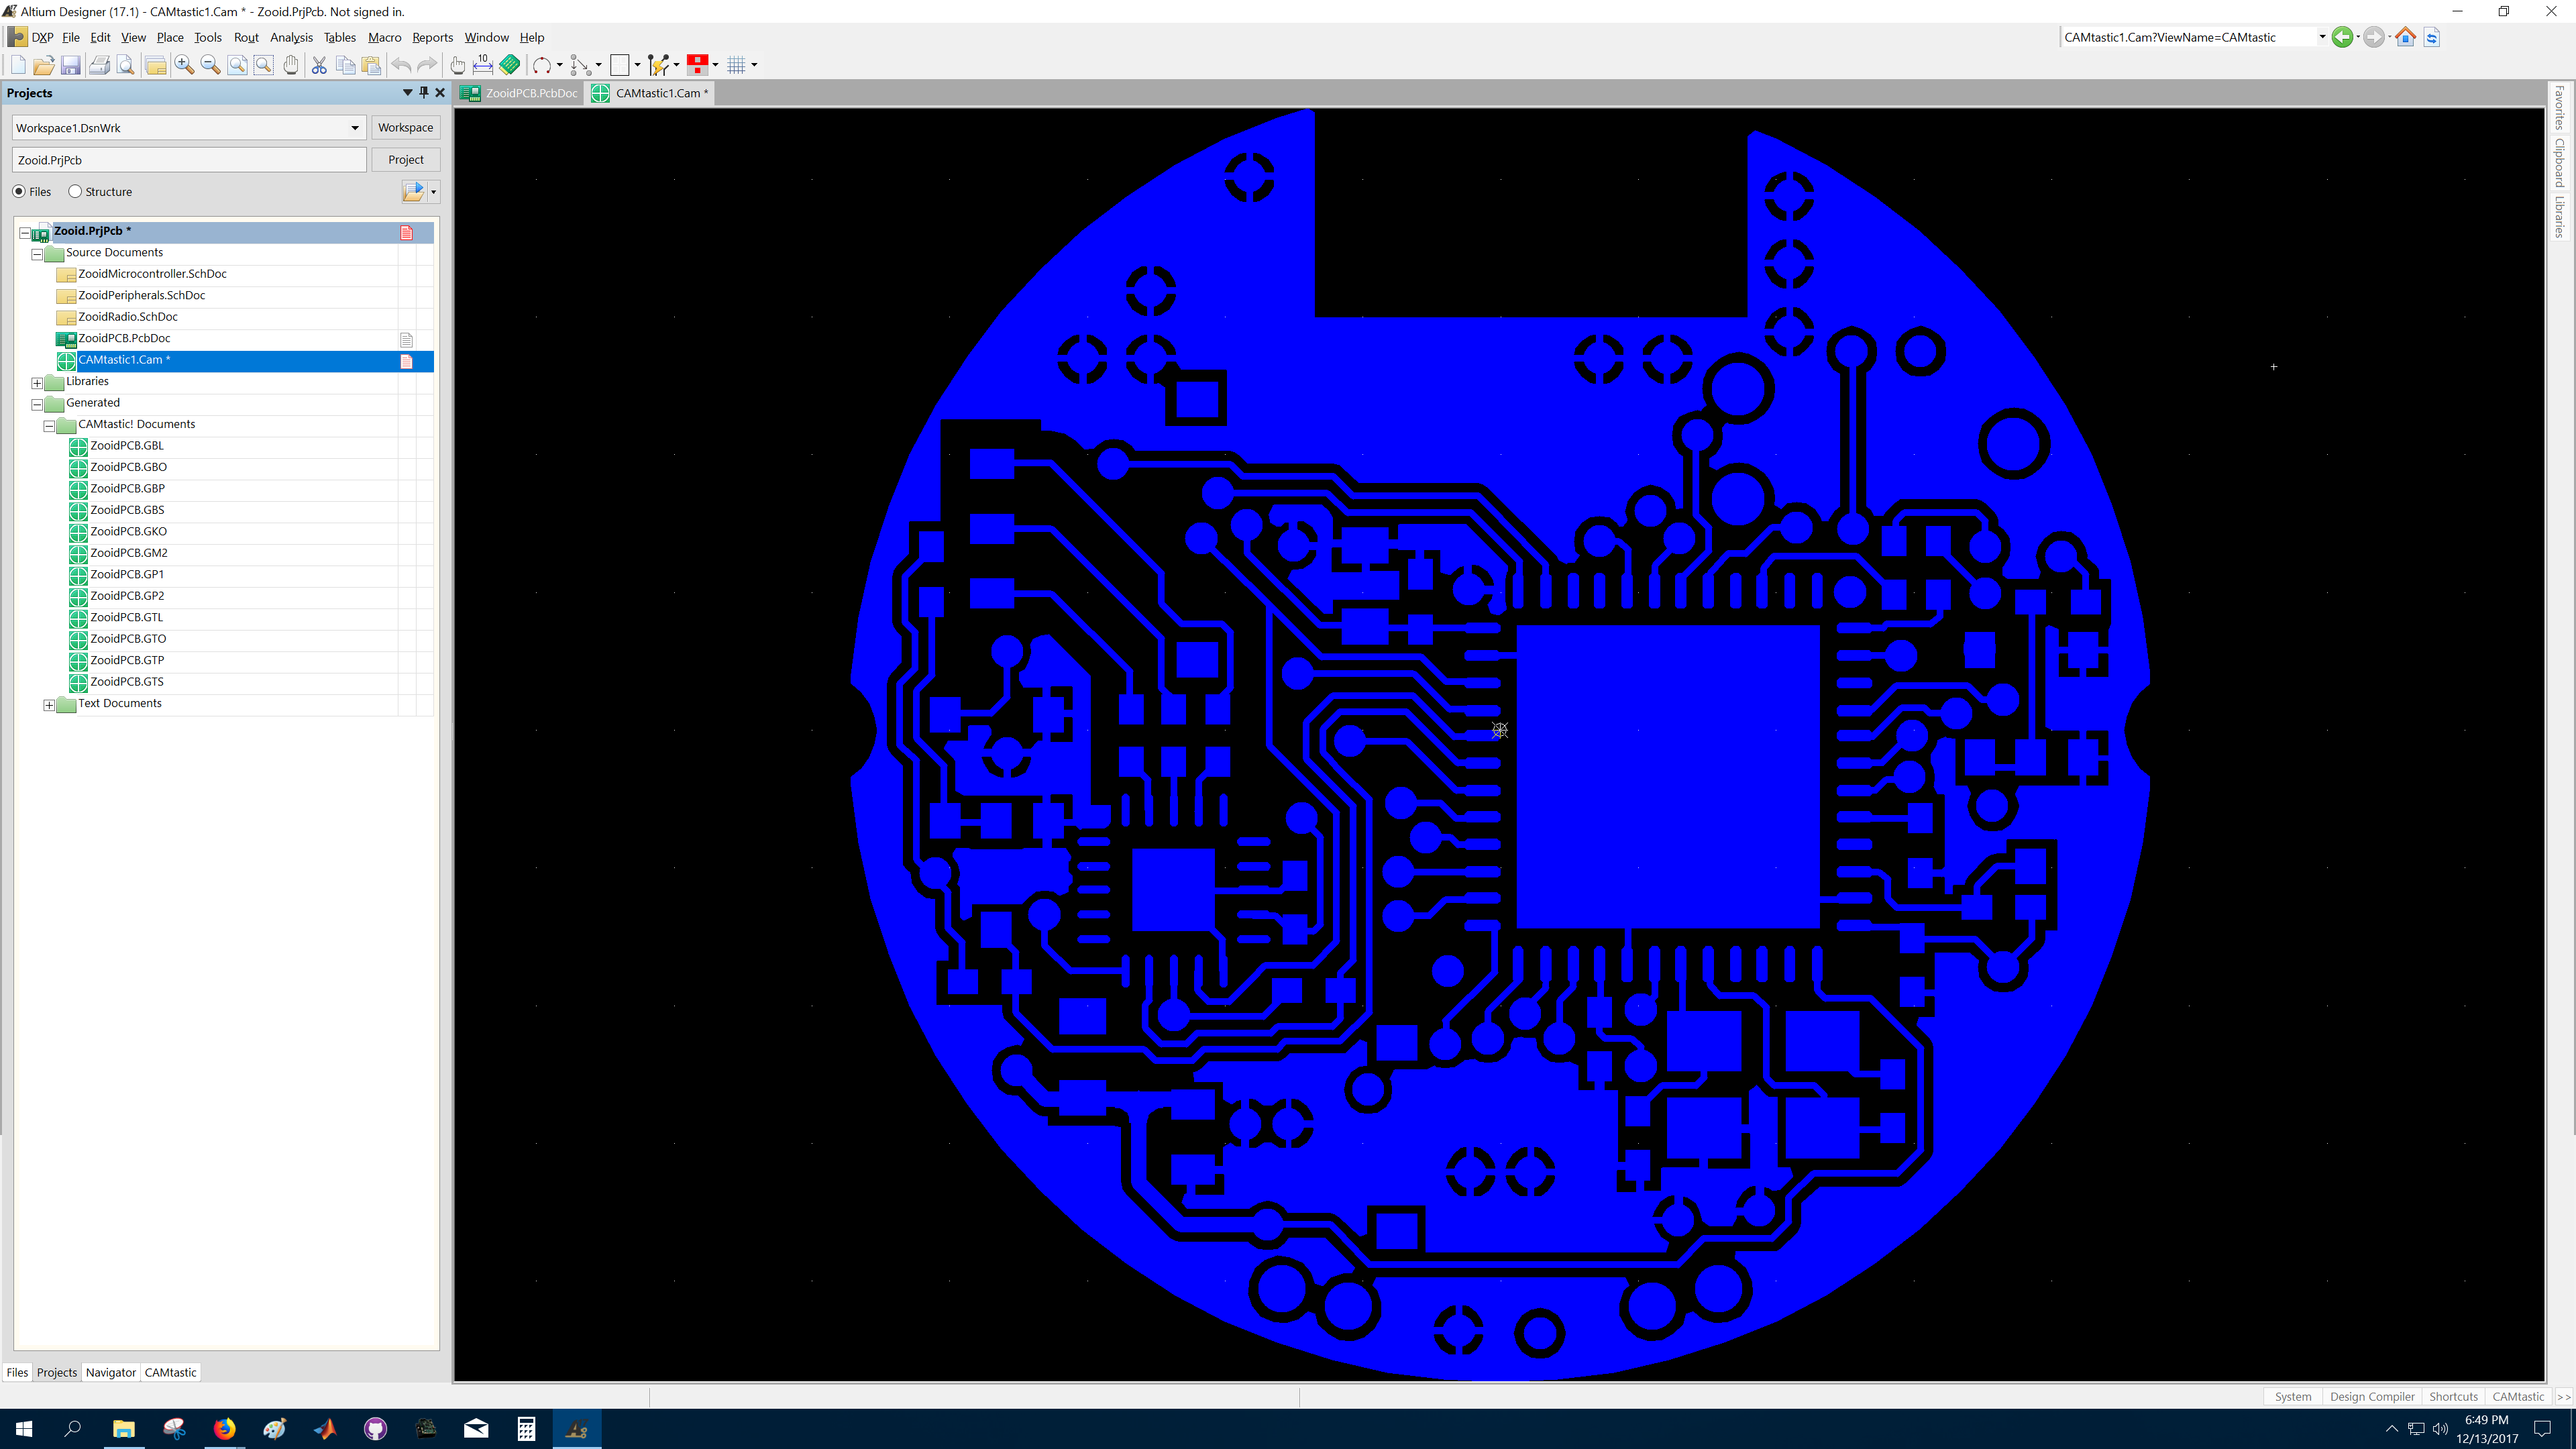 Altium Designer (17.1) - CAMtastic1.Cam * - Zooid.PrjPcb. Not signed in.
DXP File Edit View Place Tools Rout Analysis Tables Macro Reports Window Help
CAMtastic1.Cam?ViewName=CAMtastic
10
Projects
ZooidPCB.PcbDoc
CAMtastic1.Cam *
Workspace1.DsnWrk
Workspace
Zooid.PrjPcb
Project
Files
Structure
Zooid.PrjPcb *
Source Documents
ZooidMicrocontroller.SchDoc
ZooidPeripherals.SchDoc
ZooidRadio.SchDoc
ZooidPCB.PcbDoc
CAMtastic1.Cam *
Libraries
Generated
CAMtastic! Documents
ZooidPCB.GBL
ZooidPCB.GBO
ZooidPCB.GBP
ZooidPCB.GBS
ZooidPCB.GKO
ZooidPCB.GM2
ZooidPCB.GP1
ZooidPCB.GP2
ZooidPCB.GTL
ZooidPCB.GTO
ZooidPCB.GTP
ZooidPCB.GTS
Text Documents
Favorites
Clipboard
Libraries
Files Projects Navigator CAMtastic
System Design Compiler Shortcuts CAMtastic >>
6:49 PM
12/13/2017